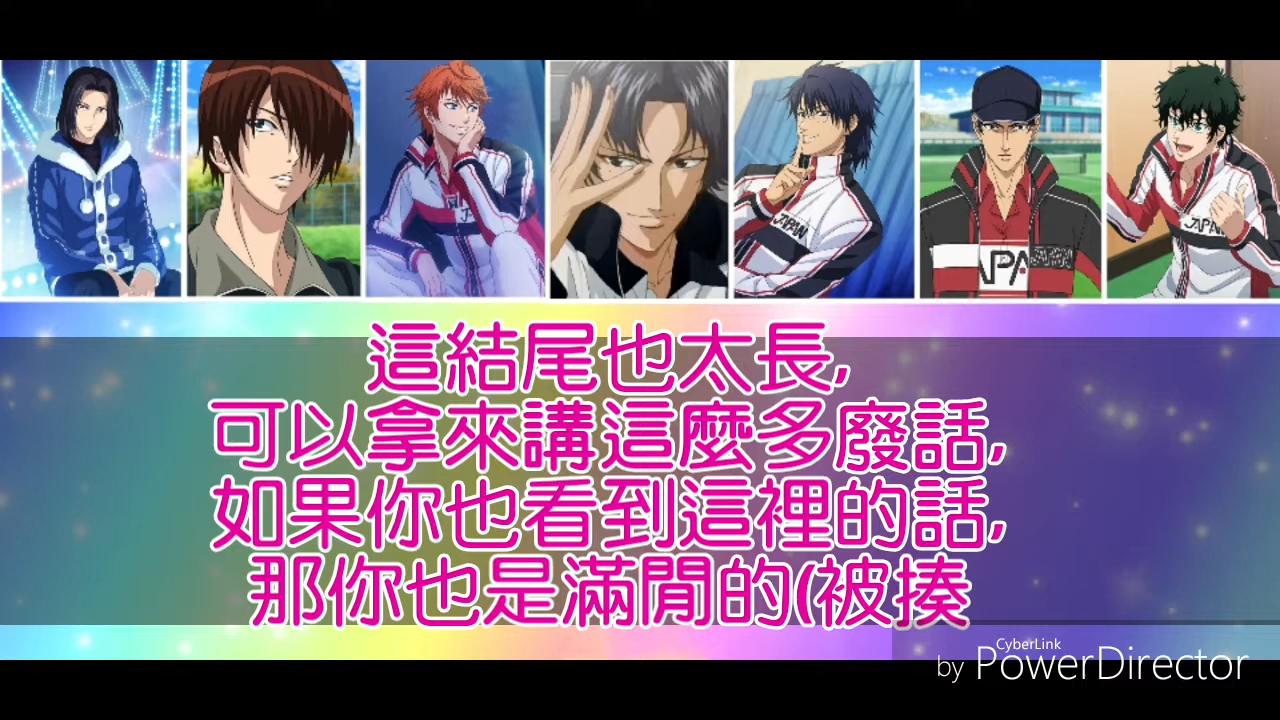 JAPAN
JAPAN
這結尾也太長,
可以拿來講這麼多廢話,
如果你也看到這裡的話,
那你也是滿閒的(被揍
CyberLink
by PowerDirector